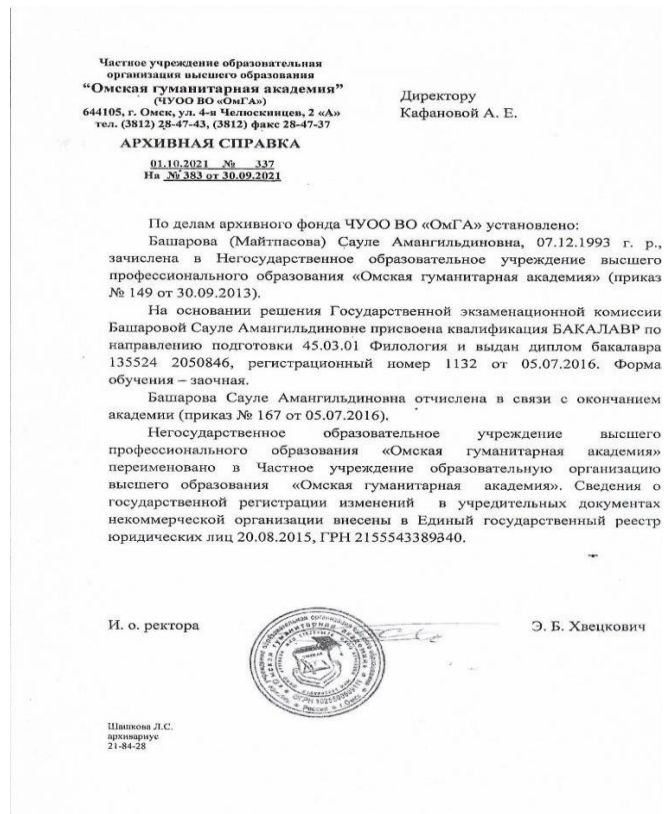 Частное учреждение образовательная
организация высшего образования
“Омская гуманитарная академия”
(ЧУОО ВО «ОмГА»)
644105, г. Омск, ул. 4-я Челюскинцев, 2 «А»
тел. (3812) 28-47-43, (3812) факс 28-47-37
АРХИВНАЯ СПРАВКА
01.10.2021 № 337
На № 383 от 30.09.2021
Директору
Кафановой А. Е.
По делам архивного фонда ЧУОО ВО «ОмГА» установлено:
Башарова (Майтпасова) Сауле Амангильдиновна, 07.12.1993 г. р.,
зачислена в Негосударственное образовательное учреждение высшего
профессионального образования «Омская гуманитарная академия» (приказ
№ 149 от 30.09.2013).
На основании решения Государственной экзаменационной комиссии
Башаровой Сауле Амангильдиновне присвоена квалификация БАКАЛАВР по
направлению подготовки 45.03.01 Филология и выдан диплом бакалавра
135524 2050846, регистрационный номер 1132 от 05.07.2016. Форма
обучения – заочная.
Башарова Сауле Амангильдиновна отчислена в связи с окончанием
академии (приказ № 167 от 05.07.2016).
Негосударственное образовательное учреждение высшего
профессионального образования «Омская гуманитарная академия»
переименовано в Частное учреждение образовательную организацию
высшего образования «Омская гуманитарная академия». Сведения о
государственной регистрации изменений в учредительных документах
некоммерческой организации внесены в Единый государственный реестр
юридических лиц 20.08.2015, ГРН 2155543389340.
И. о. ректора
Э. Б. Хвецкович
Шашкова Л.С.
архивариус
21-84-28